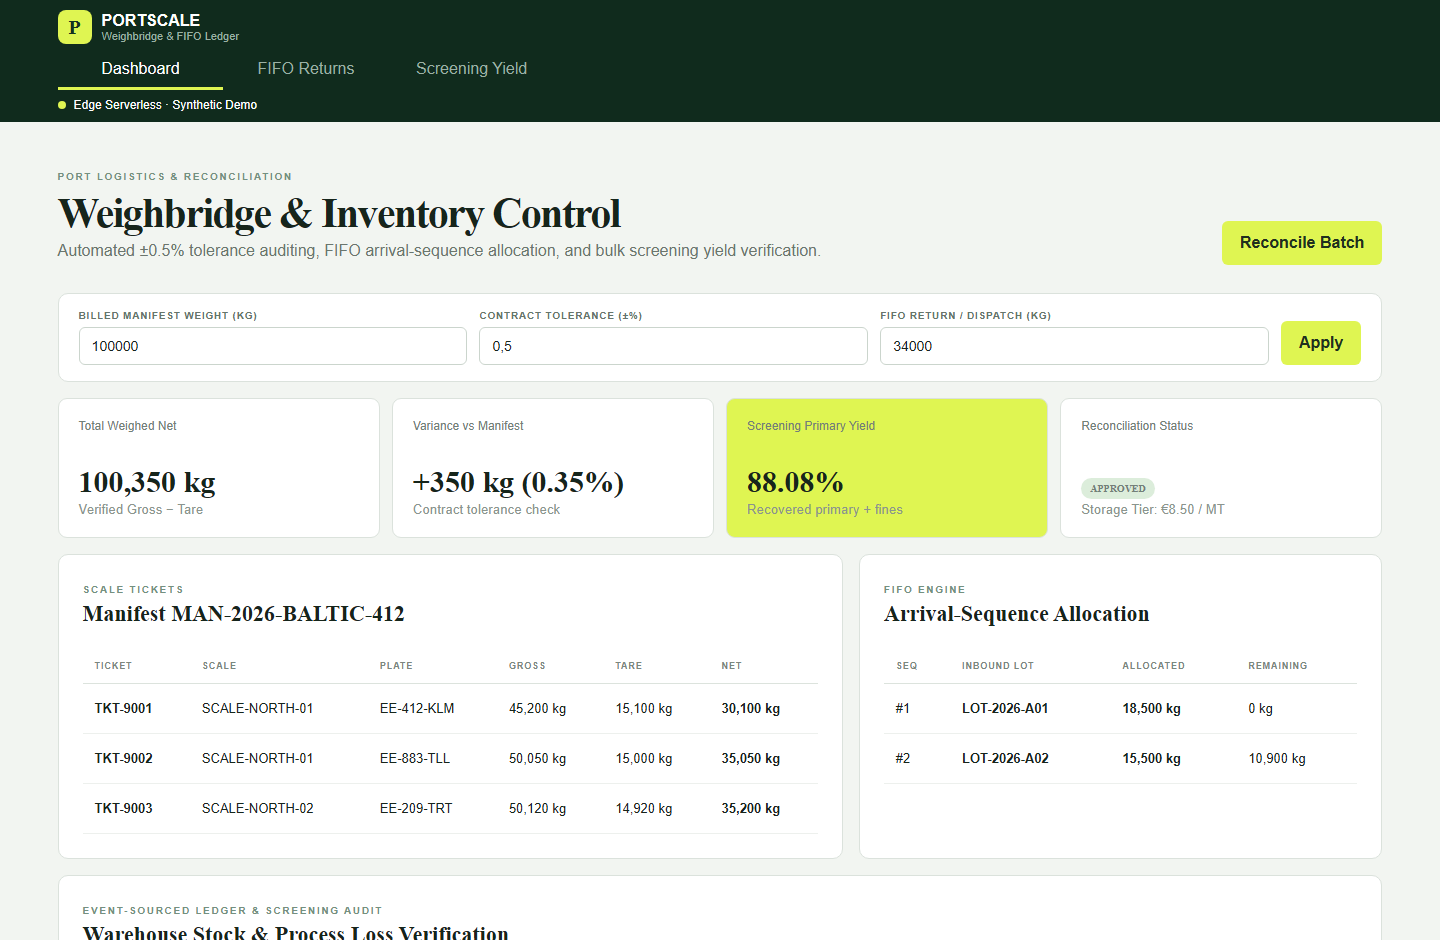 P
PORTSCALE
Weighbridge & FIFO Ledger
Dashboard FIFO Returns Screening Yield
Edge Serverless · Synthetic Demo
PORT LOGISTICS & RECONCILIATION
Weighbridge & Inventory Control
Automated ±0.5% tolerance auditing, FIFO arrival-sequence allocation, and bulk screening yield verification.
Reconcile Batch
BILLED MANIFEST WEIGHT (KG) CONTRACT TOLERANCE (±%) FIFO RETURN / DISPATCH (KG)
100000 0,5 34000 Apply
Total Weighed Net
100,350 kg
Verified Gross − Tare
Variance vs Manifest
+350 kg (0.35%)
Contract tolerance check
Screening Primary Yield
88.08%
Recovered primary + fines
Reconciliation Status
APPROVED
Storage Tier: €8.50 / MT
SCALE TICKETS
Manifest MAN-2026-BALTIC-412
TICKET SCALE PLATE GROSS TARE NET
TKT-9001 SCALE-NORTH-01 EE-412-KLM 45,200 kg 15,100 kg 30,100 kg
TKT-9002 SCALE-NORTH-01 EE-883-TLL 50,050 kg 15,000 kg 35,050 kg
TKT-9003 SCALE-NORTH-02 EE-209-TRT 50,120 kg 14,920 kg 35,200 kg
FIFO ENGINE
Arrival-Sequence Allocation
SEQ INBOUND LOT ALLOCATED REMAINING
#1 LOT-2026-A01 18,500 kg 0 kg
#2 LOT-2026-A02 15,500 kg 10,900 kg
EVENT-SOURCED LEDGER & SCREENING AUDIT
Warehouse Stock & Process Loss Verification